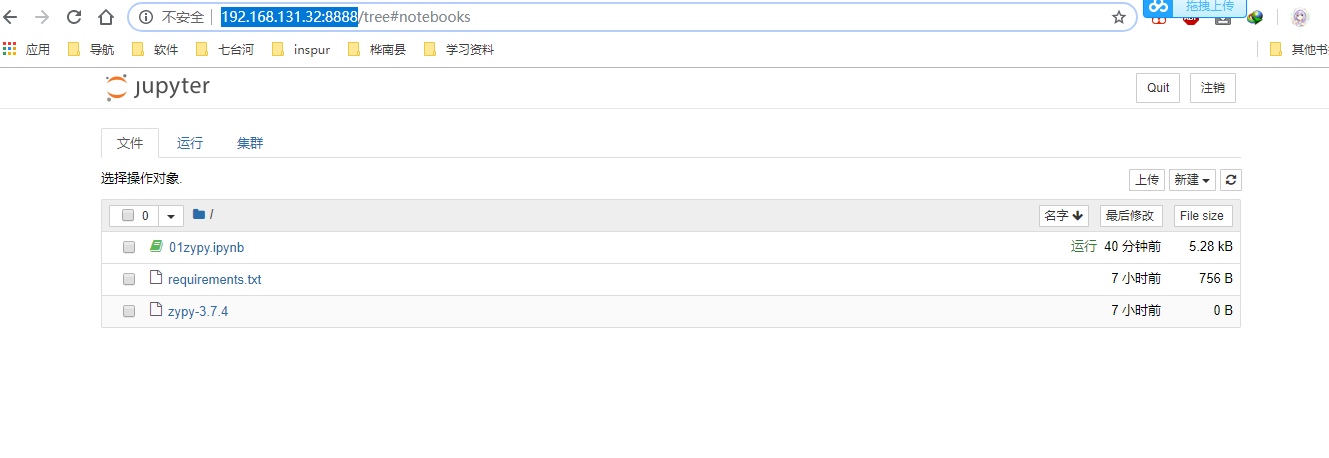 不安全 192.168.131.32:8888/tree#notebooks 拖拽上传
应用 导航 软件 七台河 inspur 桦南县 学习资料 其他书
jupyter Quit 注销
文件 运行 集群
选择操作对象. 上传 新建
0 / 名字 最后修改 File size
01zypy.ipynb 运行 40 分钟前 5.28 kB
requirements.txt 7 小时前 756 B
zypy-3.7.4 7 小时前 0 B